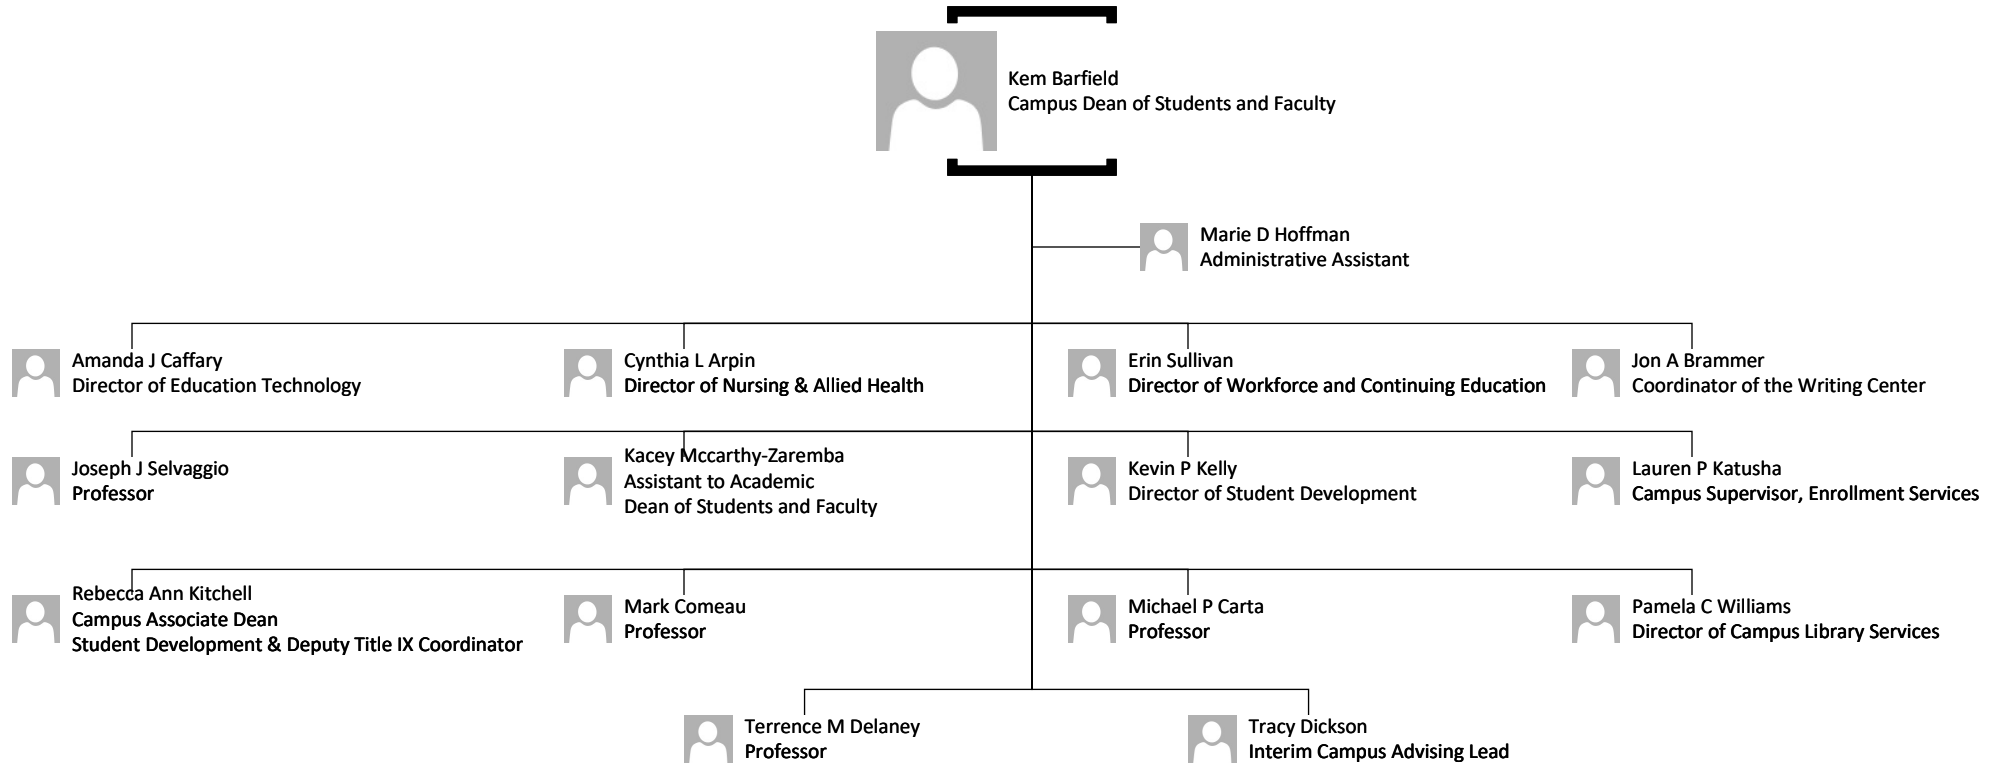 Kem Barfield
Campus Dean of Students and Faculty
Marie D Hoffman
Administrative Assistant
Amanda J Caffary
Director of Education Technology
Cynthia L Arpin
Director of Nursing & Allied Health
Erin Sullivan
Director of Workforce and Continuing Education
Jon A Brammer
Coordinator of the Writing Center
Joseph J Selvaggio
Professor
Kacey Mccarthy-Zaremba
Assistant to Academic
Dean of Students and Faculty
Kevin P Kelly
Director of Student Development
Lauren P Katusha
Campus Supervisor, Enrollment Services
Rebecca Ann Kitchell
Campus Associate Dean
Student Development & Deputy Title IX Coordinator
Mark Comeau
Professor
Michael P Carta
Professor
Pamela C Williams
Director of Campus Library Services
Terrence M Delaney
Professor
Tracy Dickson
Interim Campus Advising Lead